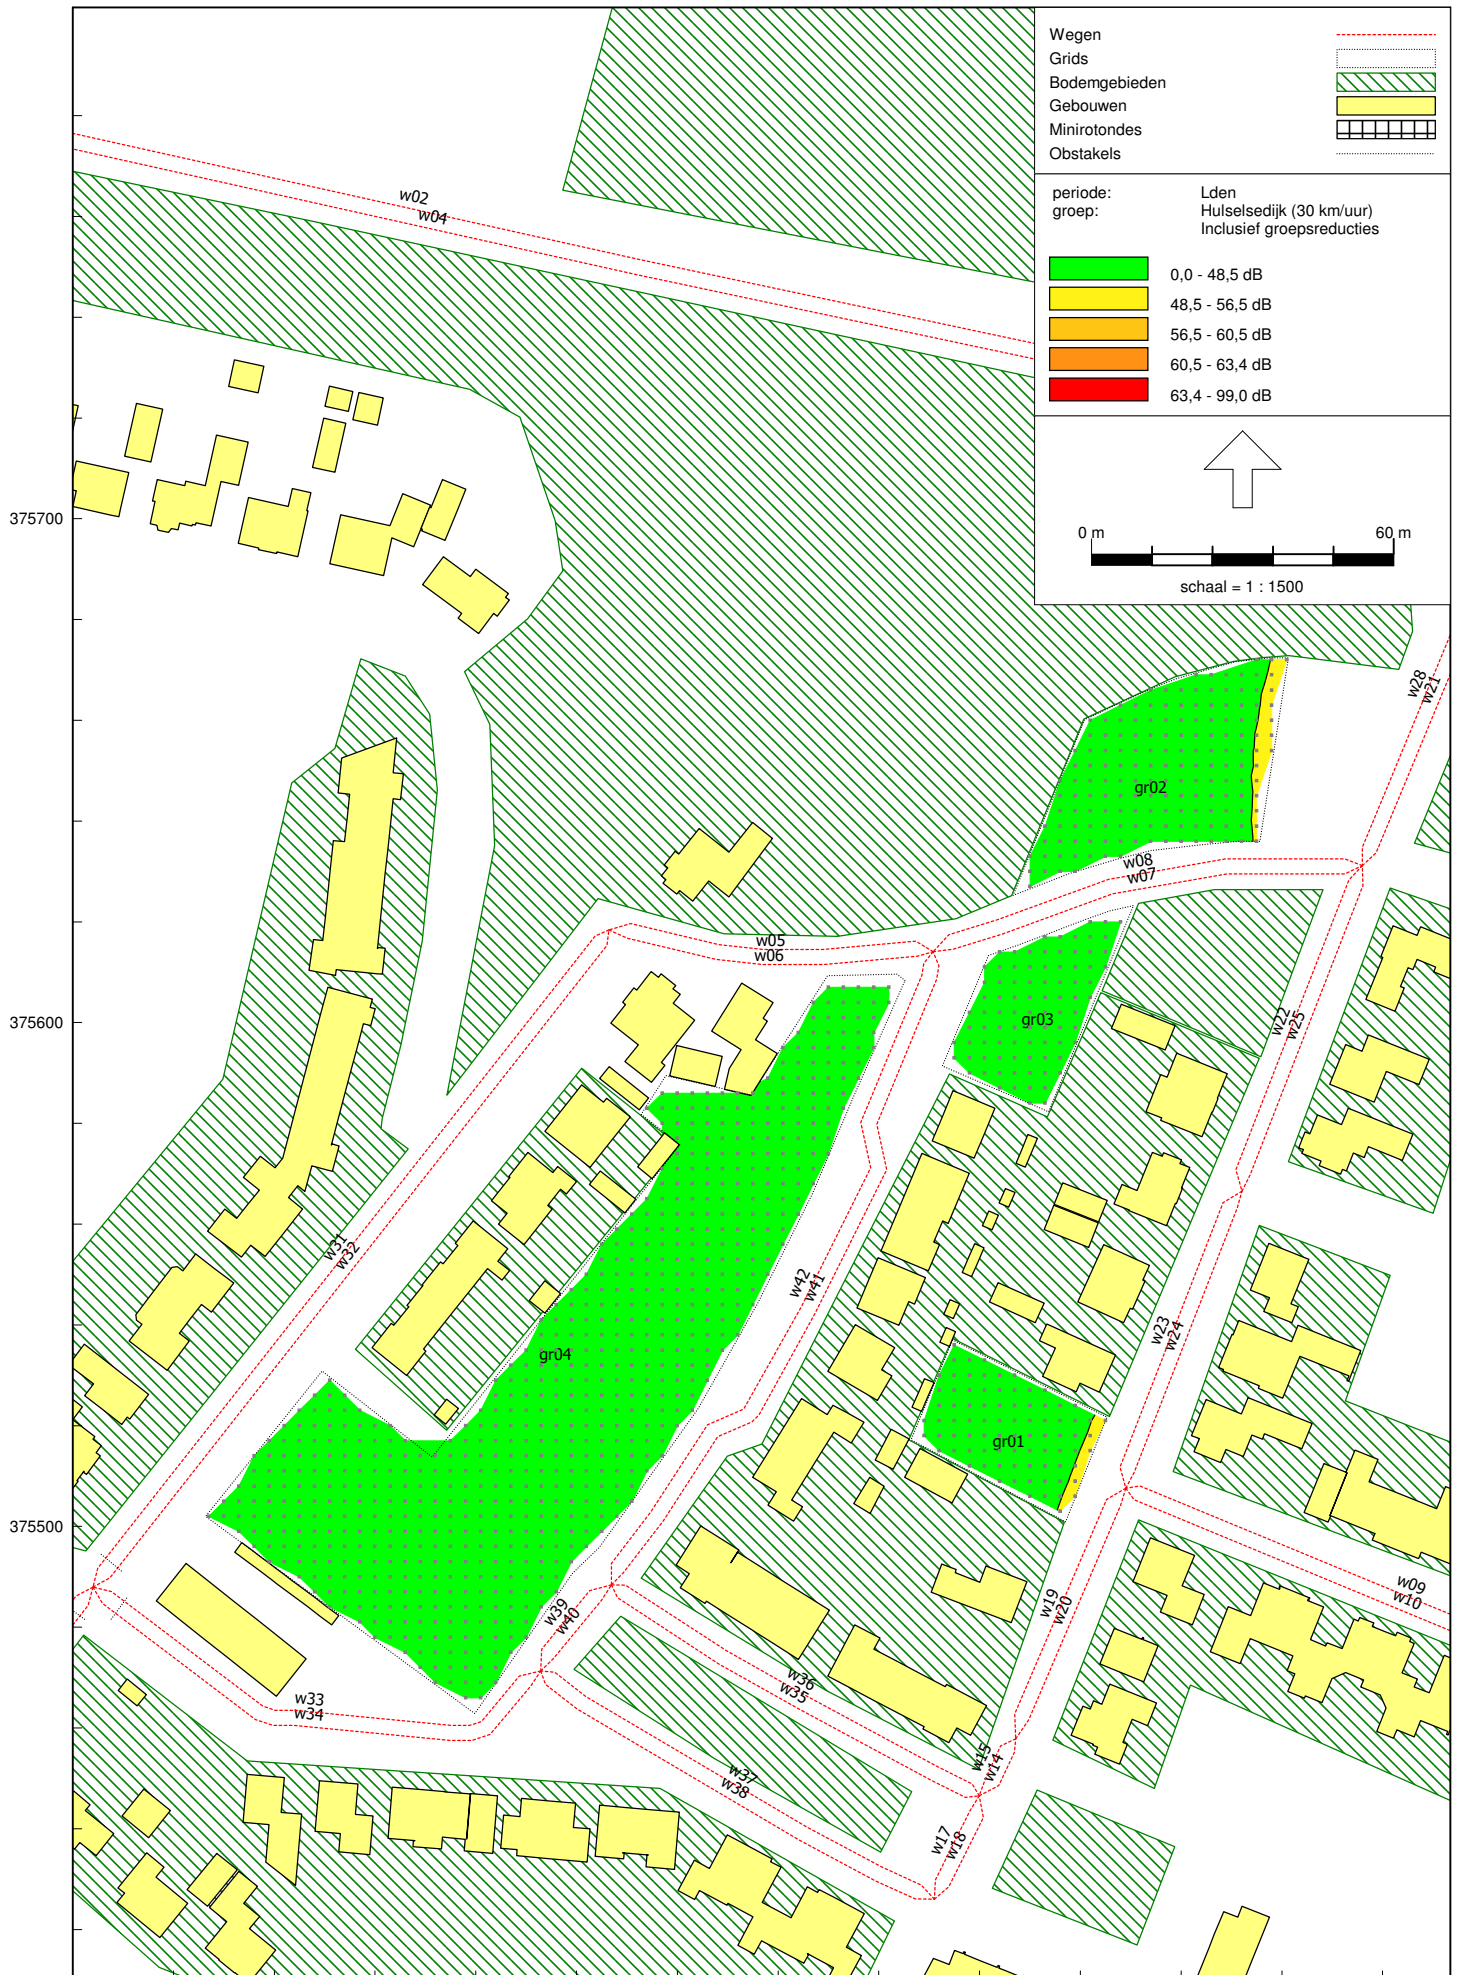 Wegen
Grids
Bodemgebieden
Gebouwen
Minirotondes
Obstakels
periode: Lden
groep: Hulselsedijk (30 km/uur)
Inclusief groepsreducties
0,0 - 48,5 dB
48,5 - 56,5 dB
56,5 - 60,5 dB
60,5 - 63,4 dB
63,4 - 99,0 dB
0 m 60 m
schaal = 1 : 1500
w02
w04
375700
w28
w21
gr02
w08
w07
w05
w06
375600
gr03
w22
w25
w31
w32
w42
w41
w23
w24
gr04
gr01
375500
w09
w10
w39
w40
w19
w20
w36
w35
w33
w34
w15
w14
w37
w38
w17
w18